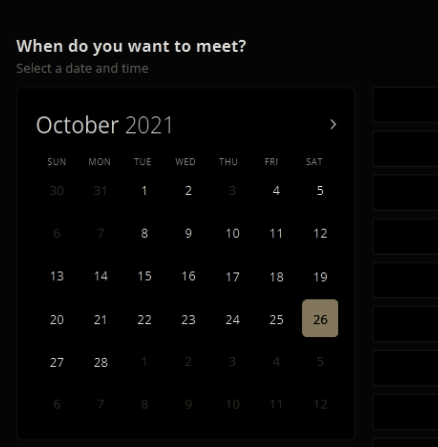 When do you want to meet?
Select a date and time
October 2021
SUN MON TUE WED THU FRI SAT
30 31 1 2 3 4 5
6 7 8 9 10 11 12
13 14 15 16 17 18 19
20 21 22 23 24 25 26
27 28 1 2 3 4 5
6 7 8 9 10 11 12